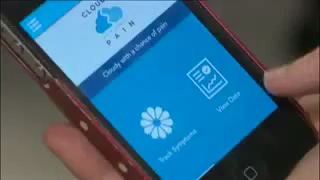 CLOUDY
PAIN
Cloudy with a chance of pain
View Data
Track Symptoms